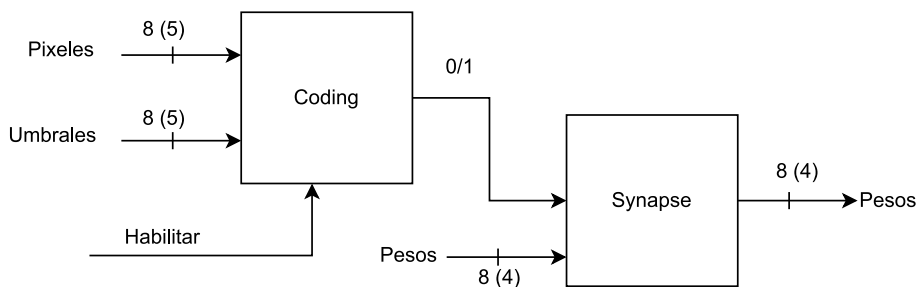 8 (5)
Pixeles
0/1
Coding
8 (5)
Umbrales
8 (4)
Synapse
Pesos
Habilitar
Pesos
8 (4)